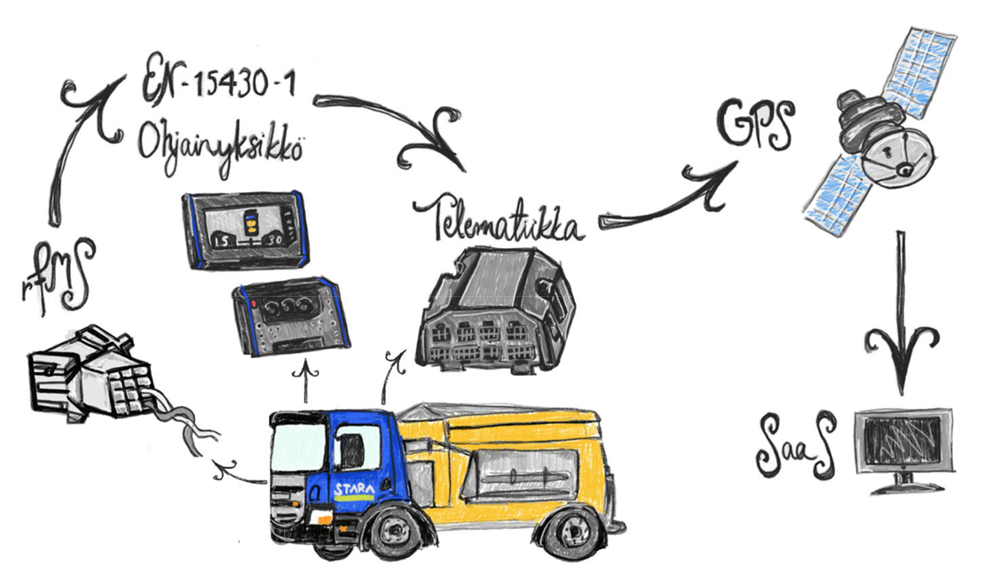 EN-15430-1
Ohjainyksikkö
15 30
rfMS
Telematiikka
GPS
STARA
SaaS